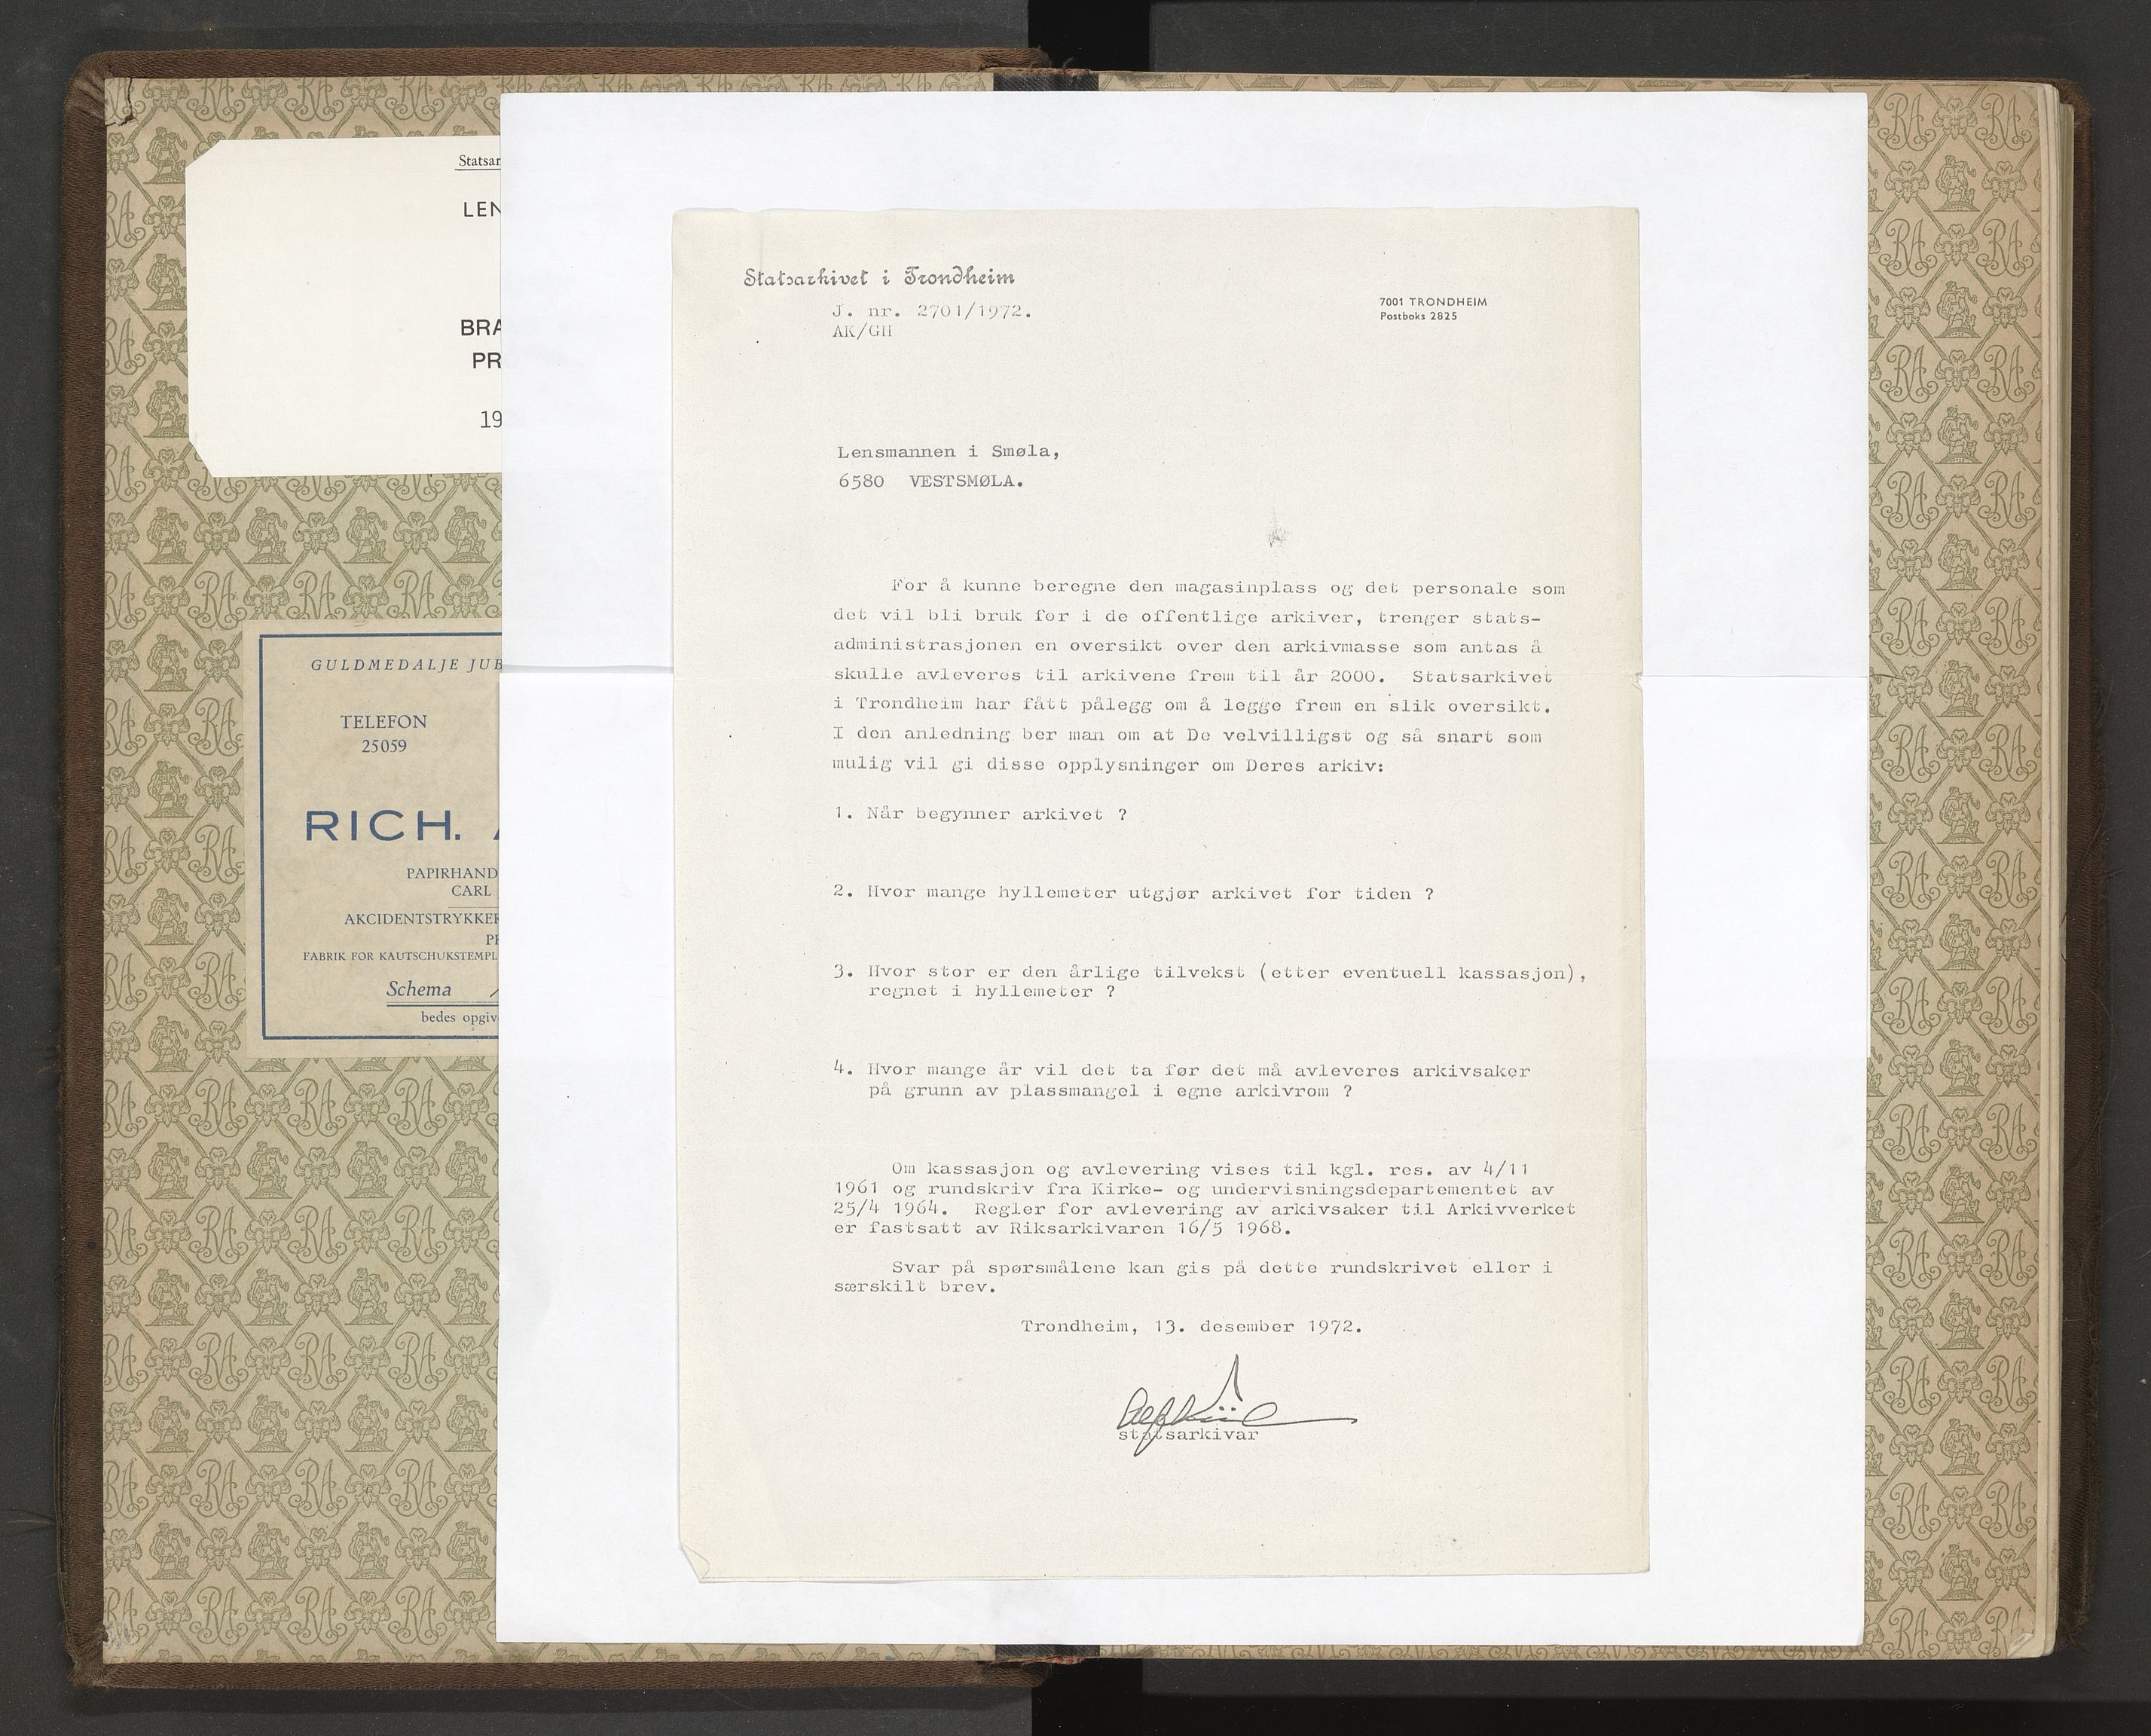 Statsar
LEN
BRA
PR
19
GULDMEDALJE JUB
TELEFON
25059
RICH.
PAPIRHAND
CARL
AKCIDENTSTRYKKER
FABRIK FOR KAUTSCHUKSTEMPL
Schema
bedes opgiv
Statsarkivet i Trondheim
J. nr. 2701/1972.
AK/GH
7001 TRONDHEIM
Postboks 2825
Lensmannen i Smøla,
6580 VESTSMØLA.
For å kunne beregne den magasinplass og det personale som
det vil bli bruk for i de offentlige arkiver, trenger stats-
administrasjonen en oversikt over den arkivmasse som antas å
skulle avleveres til arkivene frem til år 2000. Statsarkivet
i Trondheim har fått pålegg om å legge frem en slik oversikt.
I den anledning ber man om at De velvilligst og så snart som
mulig vil gi disse opplysninger om Deres arkiv:
1. Når begynner arkivet ?
2. Hvor mange hyllemeter utgjør arkivet for tiden ?
3. Hvor stor er den årlige tilvekst (etter eventuell kassasjon),
regnet i hyllemeter ?
4. Hvor mange år vil det ta før det må avleveres arkivsaker
på grunn av plassmangel i egne arkivrom ?
Om kassasjon og avlevering vises til kgl. res. av 4/11
1961 og rundskriv fra Kirke- og undervisningsdepartementet av
25/4 1964. Regler for avlevering av arkivsaker til Arkivverket
er fastsatt av Riksarkivaren 16/5 1968.
Svar på spørsmålene kan gis på dette rundskrivet eller i
særskilt brev.
Trondheim, 13. desember 1972.
Alf Kiil
statsarkivar